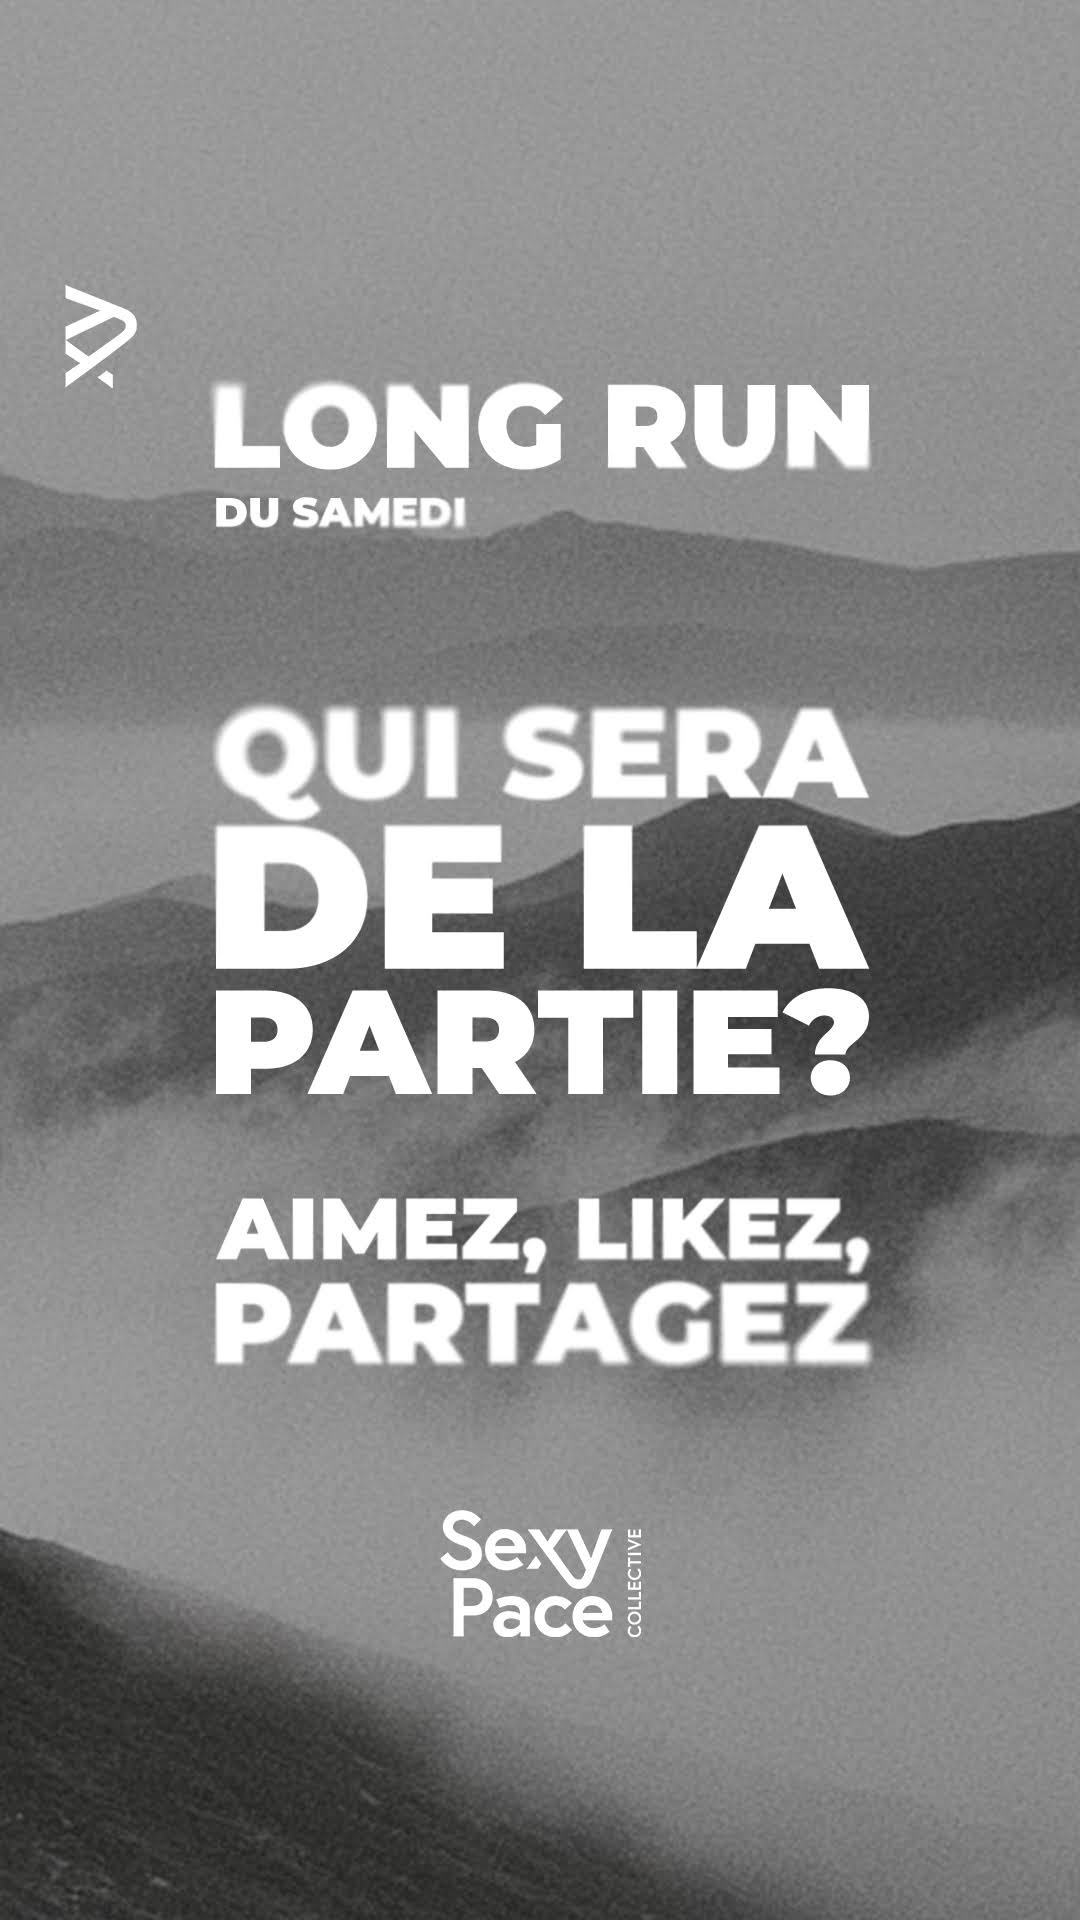 LONG RUN
DU SAMEDI
QUI SERA
DE LA
PARTIE?
AIMEZ, LIKEZ,
PARTAGEZ
Sexy
Pace
COLLECTIVE